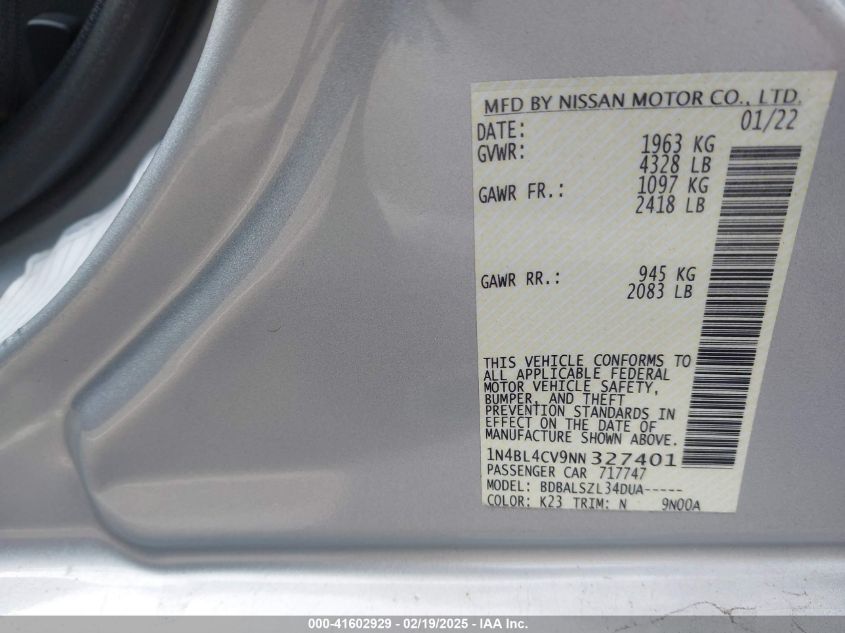 MFD BY NISSAN MOTOR CO., LTD.
DATE: 01/22
GVWR: 1963 KG
4328 LB
GAWR FR.: 1097 KG
2418 LB
GAWR RR.: 945 KG
2083 LB
THIS VEHICLE CONFORMS TO
ALL APPLICABLE FEDERAL
MOTOR VEHICLE SAFETY,
BUMPER, AND THEFT
PREVENTION STANDARDS IN
EFFECT ON THE DATE OF
MANUFACTURE SHOWN ABOVE.
1N4BL4CV9NN327401
PASSENGER CAR 717747
MODEL: BDBALSZL34DUA-----
COLOR: K23 TRIM: N 9N00A
000-41602929 - 02/19/2025 - IAA Inc.